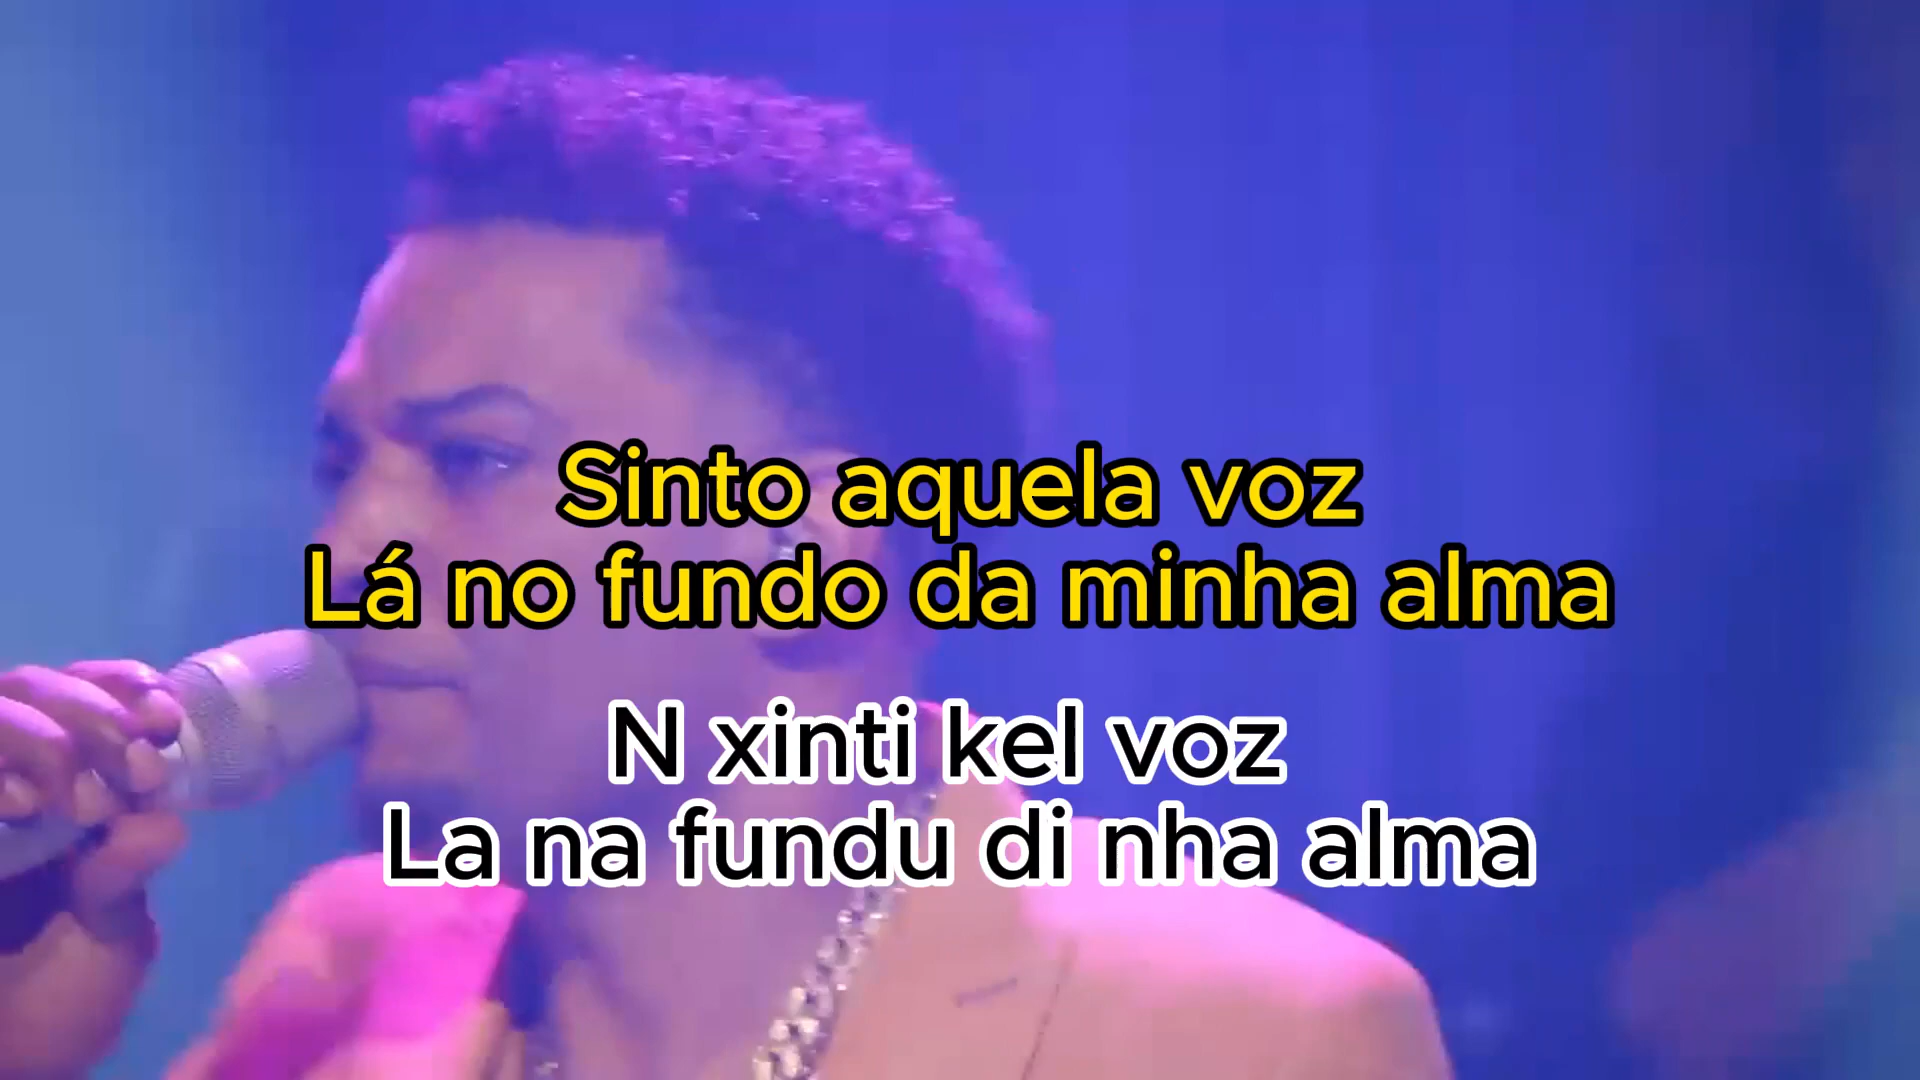 Sinto aquela voz
Lá no fundo da minha alma
N xinti kel voz
La na fundu di nha alma